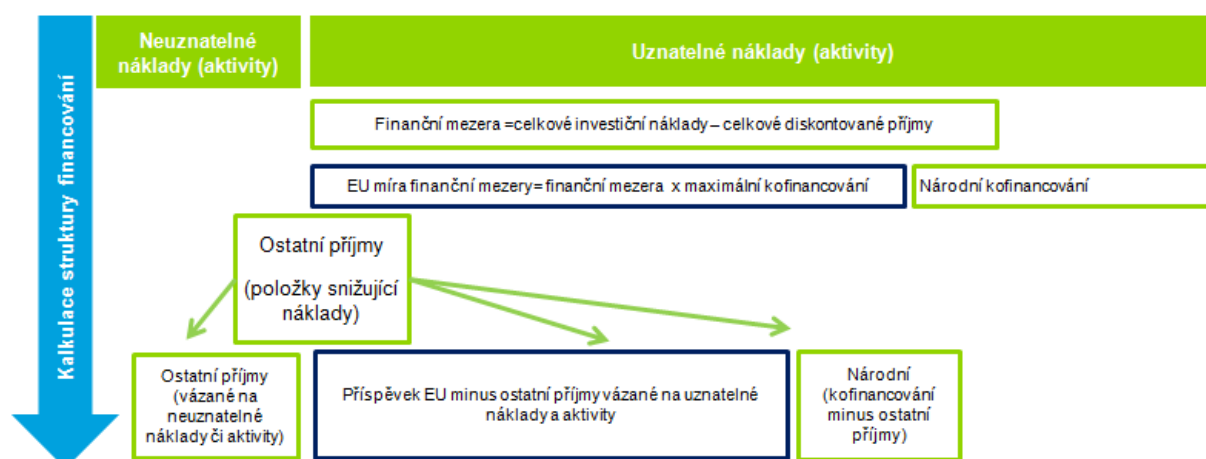 Kalkulace struktury financování
Neuznatelné
náklady (aktivity)
Uznatelné náklady (aktivity)
Finanční mezera =celkové investiční náklady – celkové diskontované příjmy
EU míra finanční mezery= finanční mezera x maximální kofinancování
Národní kofinancování
Ostatní příjmy
(položky snižující
náklady)
Ostatní příjmy
(vázané na
neuznatelné
náklady či aktivity)
Příspěvek EU minus ostatní příjmy vázané na uznatelné
náklady a aktivity
Národní
(kofinancování
minus ostatní
příjmy)